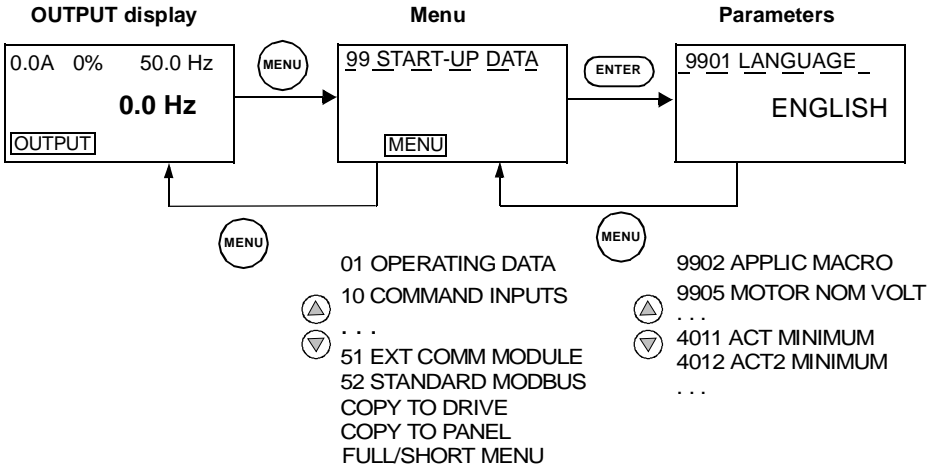 OUTPUT display
Menu
Parameters
0.0A 0% 50.0 Hz
0.0 Hz
OUTPUT
MENU
99 START-UP DATA
MENU
ENTER
9901 LANGUAGE
ENGLISH
MENU
MENU
01 OPERATING DATA
10 COMMAND INPUTS
. . .
51 EXT COMM MODULE
52 STANDARD MODBUS
COPY TO DRIVE
COPY TO PANEL
FULL/SHORT MENU
9902 APPLIC MACRO
9905 MOTOR NOM VOLT
. . .
4011 ACT MINIMUM
4012 ACT2 MINIMUM
. . .